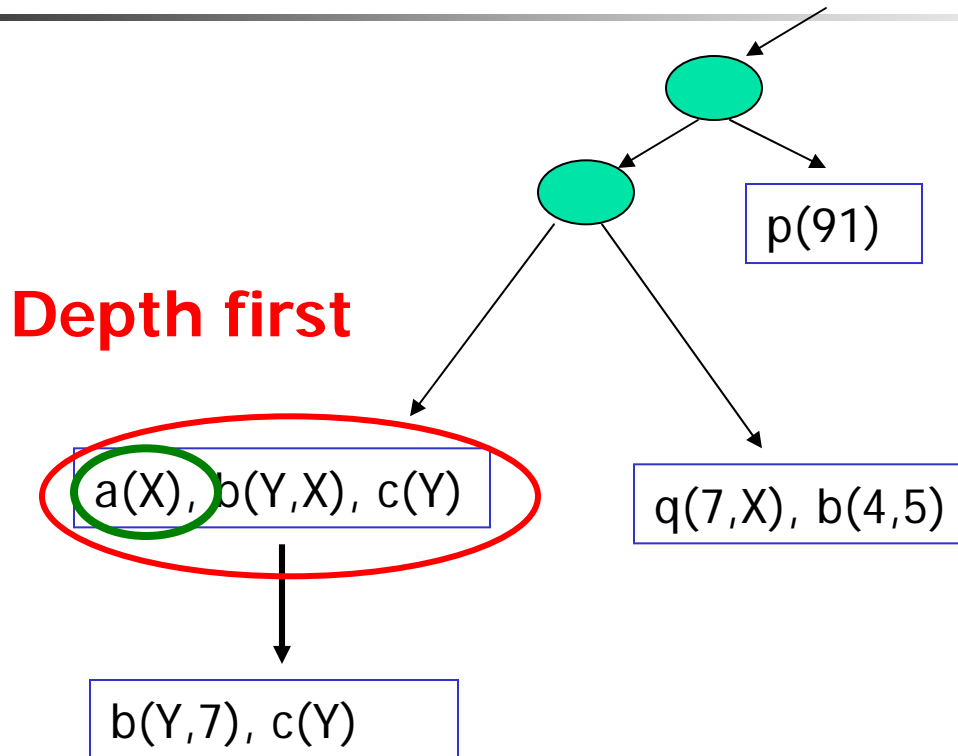 p(91)
Depth first
a(X), b(Y,X), c(Y)
q(7,X), b(4,5)
b(Y,7), c(Y)